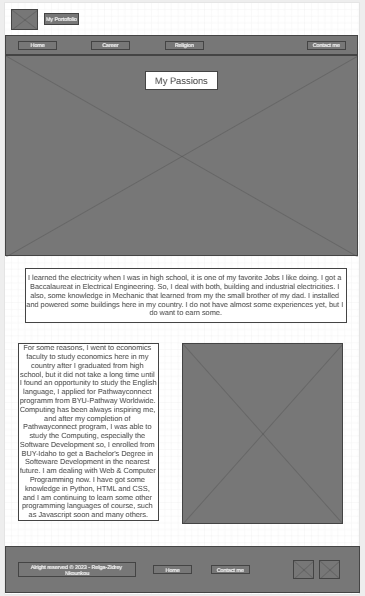 My Portofolio
Home
Career
Religion
Contact me
My Passions
I learned the electricity when I was in high school, it is one of my favorite Jobs I like doing. I got a
Baccalaureat in Electrical Engineering. So, I deal with both, building and industriel electricities. I
also, some knowledge in Mechanic that learned from my the small brother of my dad. I installed
and powered some buildings here in my country. I do not have almost some experiences yet, but I
do want to earn some.
For some reasons, I went to economics
faculty to study economics here in my
country after I graduated from high
school, but it did not take a long time until
I found an opportunity to study the English
language, I applied for Pathwayconnect
programm from BYU-Pathway Worldwide.
Computing has been always inspiring me,
and after my completion of
Pathwayconnect program, I was able to
study the Computing, especially the
Software Development so, I enrolled from
BUY-Idaho to get a Bachelor's Degree in
Softeware Development in the nearest
future. I am dealing with Web & Computer
Programming now. I have got some
knowledge in Python, HTML and CSS,
and I am continuing to learn some other
programming languages of course, such
as Javascript soon and many others.
Alright reserved © 2023 - Relga-Zidrey
Nkounkou
Home
Contact me